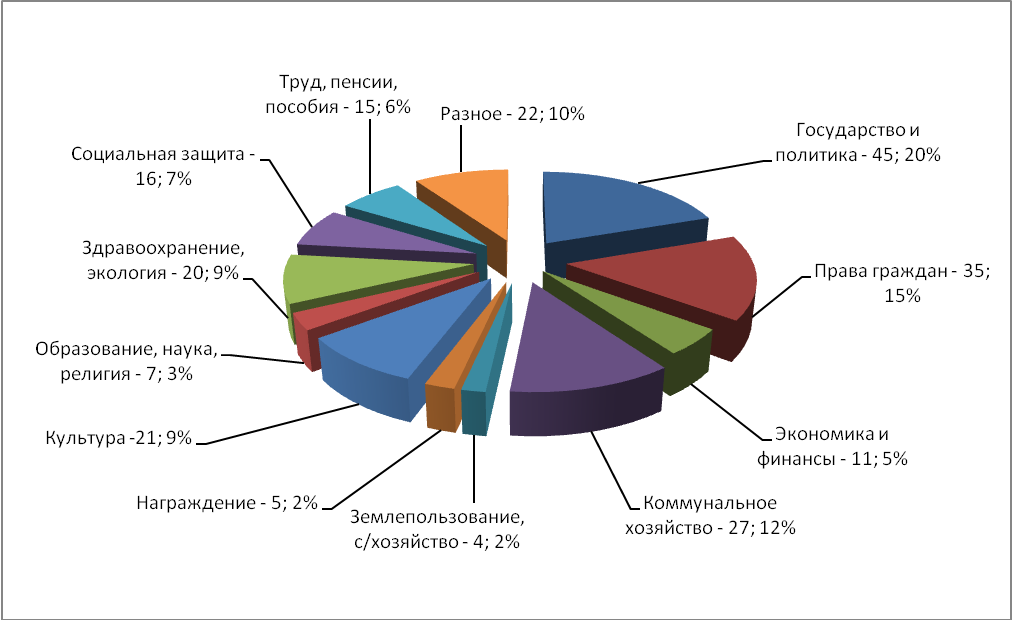 Труд, пенсии,
пособия - 15; 6%
Разное - 22; 10%
Государство и
политика - 45; 20%
Социальная защита -
16; 7%
Здравоохранение,
экология - 20; 9%
Права граждан - 35;
15%
Образование, наука,
религия - 7; 3%
Культура -21; 9%
Экономика и
финансы - 11; 5%
Награждение - 5; 2%
Землепользование,
с/хозяйство - 4; 2%
Коммунальное
хозяйство - 27; 12%